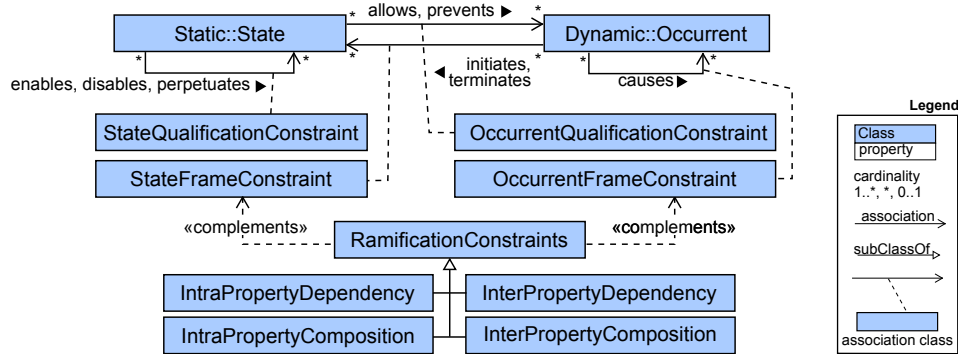 allows, prevents ▶
* *
Static::State
Dynamic::Occurrent
* *
* *
* *
initiates,
◀ terminates
enables, disables, perpetuates ▶
causes ▶
StateQualificationConstraint
OccurrentQualificationConstraint
StateFrameConstraint
OccurrentFrameConstraint
«complements»
«complements»
RamificationConstraints
IntraPropertyDependency
InterPropertyDependency
IntraPropertyComposition
InterPropertyComposition
Legend
Class
property
cardinality
1..*, *, 0..1
association
subClassOf
association class